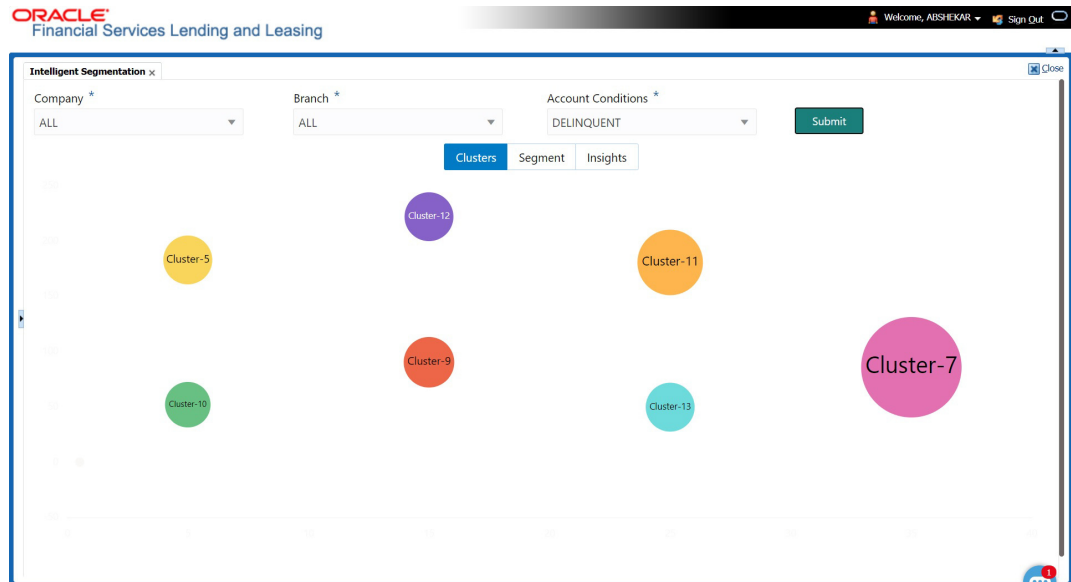 ORACLE®
Financial Services Lending and Leasing
Welcome, ABSHEKAR
Sign Out
Intelligent Segmentation x
Close
Company *
Branch *
Account Conditions *
ALL
ALL
DELINQUENT
Submit
Clusters
Segment
Insights
Cluster-12
Cluster-5
Cluster-11
Cluster-9
Cluster-7
Cluster-10
Cluster-13
1